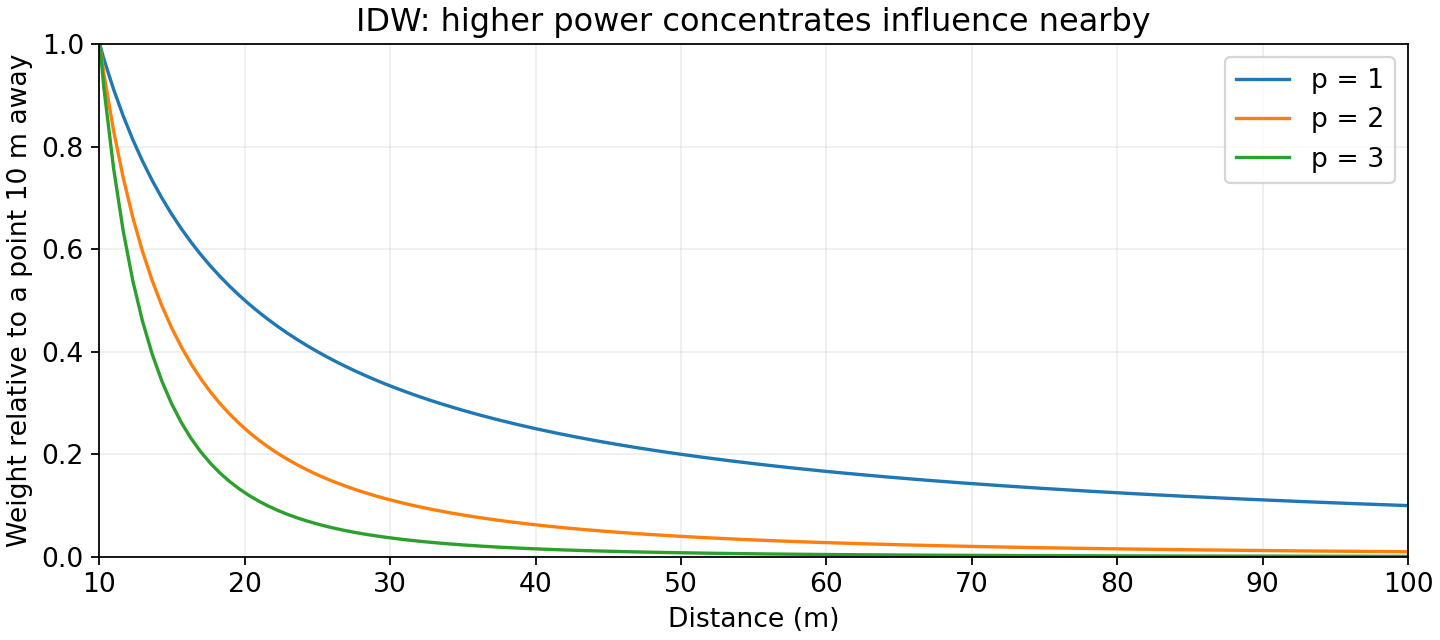 IDW: higher power concentrates influence nearby
Weight relative to a point 10 m away
1.0
0.8
0.6
0.4
0.2
0.0
p = 1
p = 2
p = 3
10 20 30 40 50 60 70 80 90 100
Distance (m)